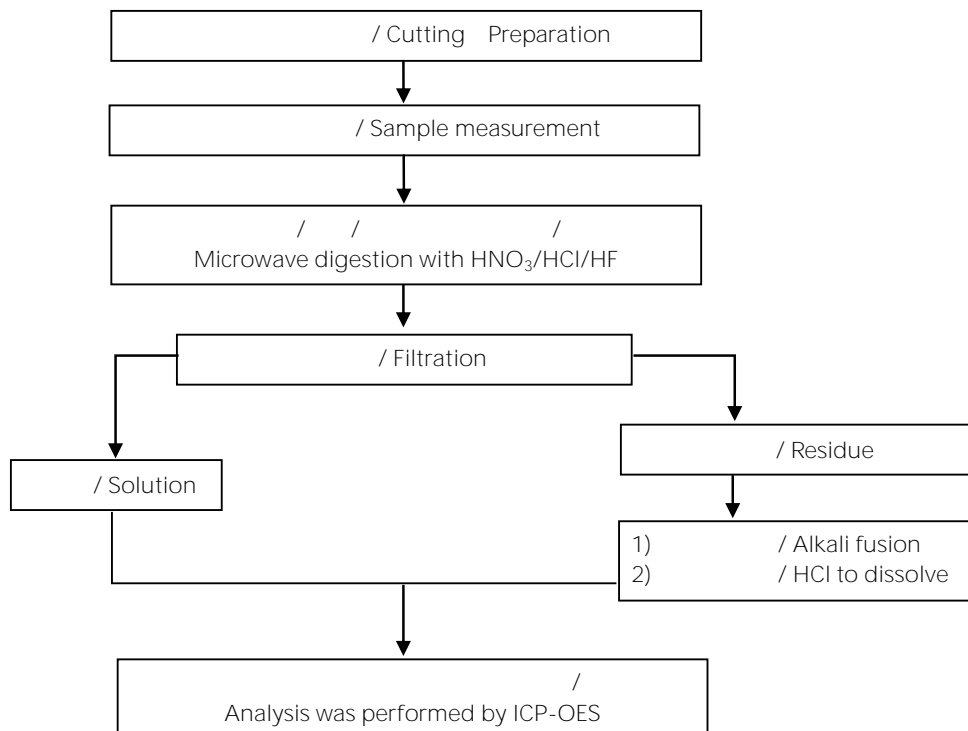 / Cutting Preparation
/ Sample measurement
/ / /
Microwave digestion with HNO₃/HCl/HF
/ Filtration
/ Residue
/ Solution
1) / Alkali fusion
2) / HCl to dissolve
/
Analysis was performed by ICP-OES